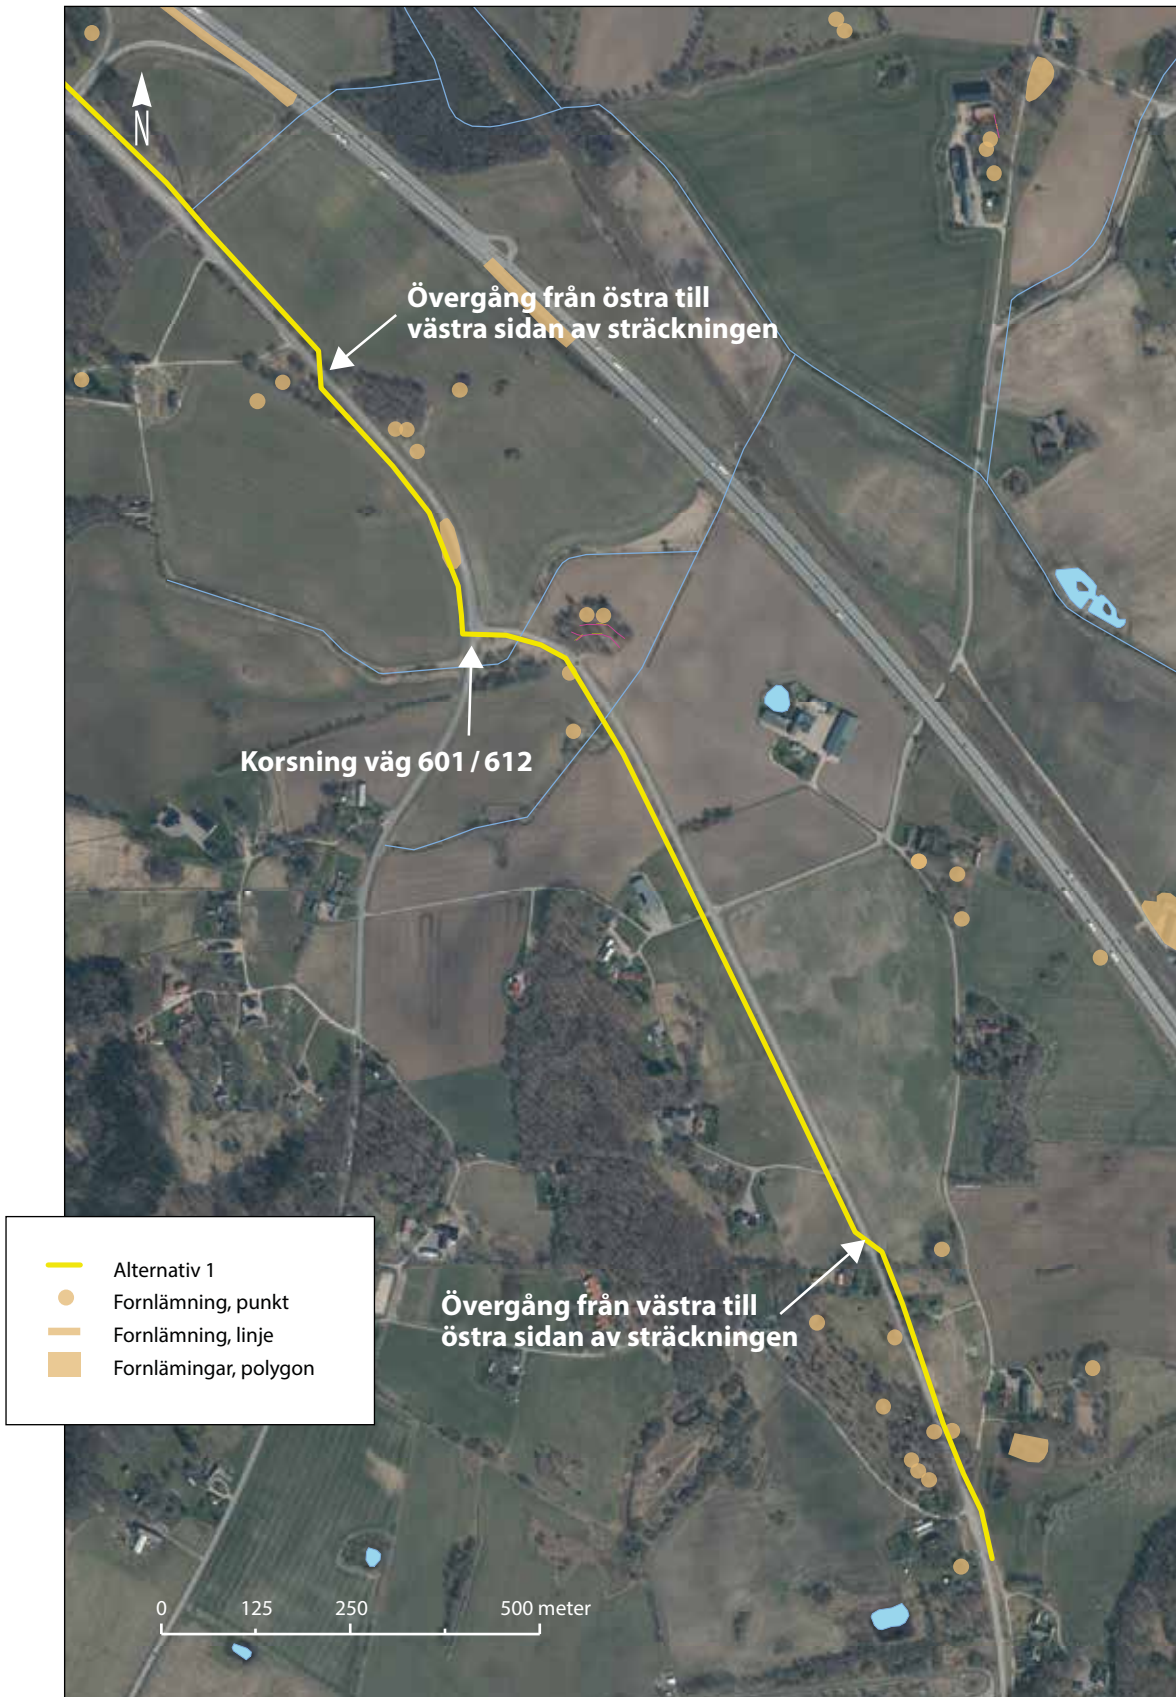 N
Övergång från östra till
västra sidan av sträckningen
Korsning väg 601 / 612
Övergång från västra till
östra sidan av sträckningen
Alternativ 1
Fornlämning, punkt
Fornlämning, linje
Fornlämingar, polygon
0 125 250 500 meter